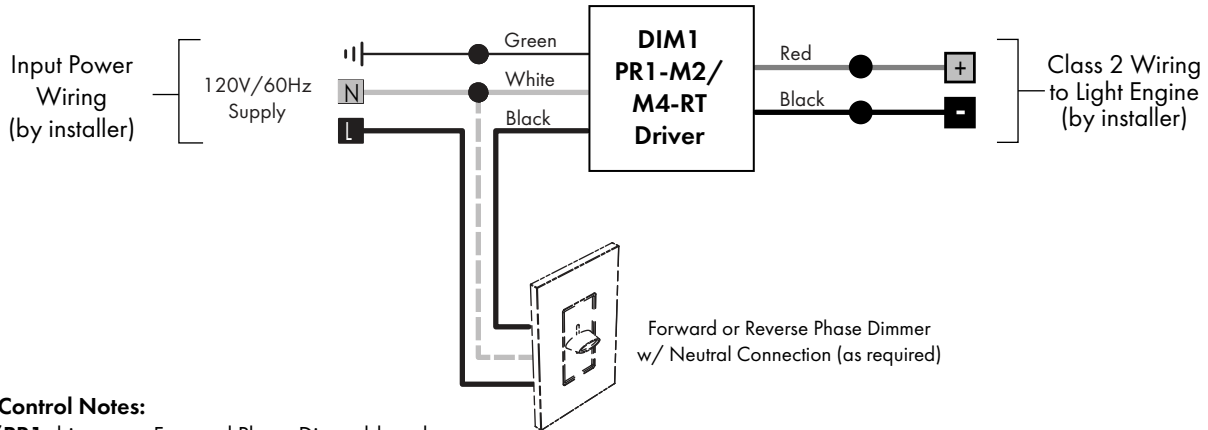 Input Power
Wiring
(by installer)
120V/60Hz
Supply
N
L
Green
White
Black
DIM1
PR1-M2/
M4-RT
Driver
Red
Black
+
-
Class 2 Wiring
to Light Engine
(by installer)
Forward or Reverse Phase Dimmer
w/ Neutral Connection (as required)
Control Notes: